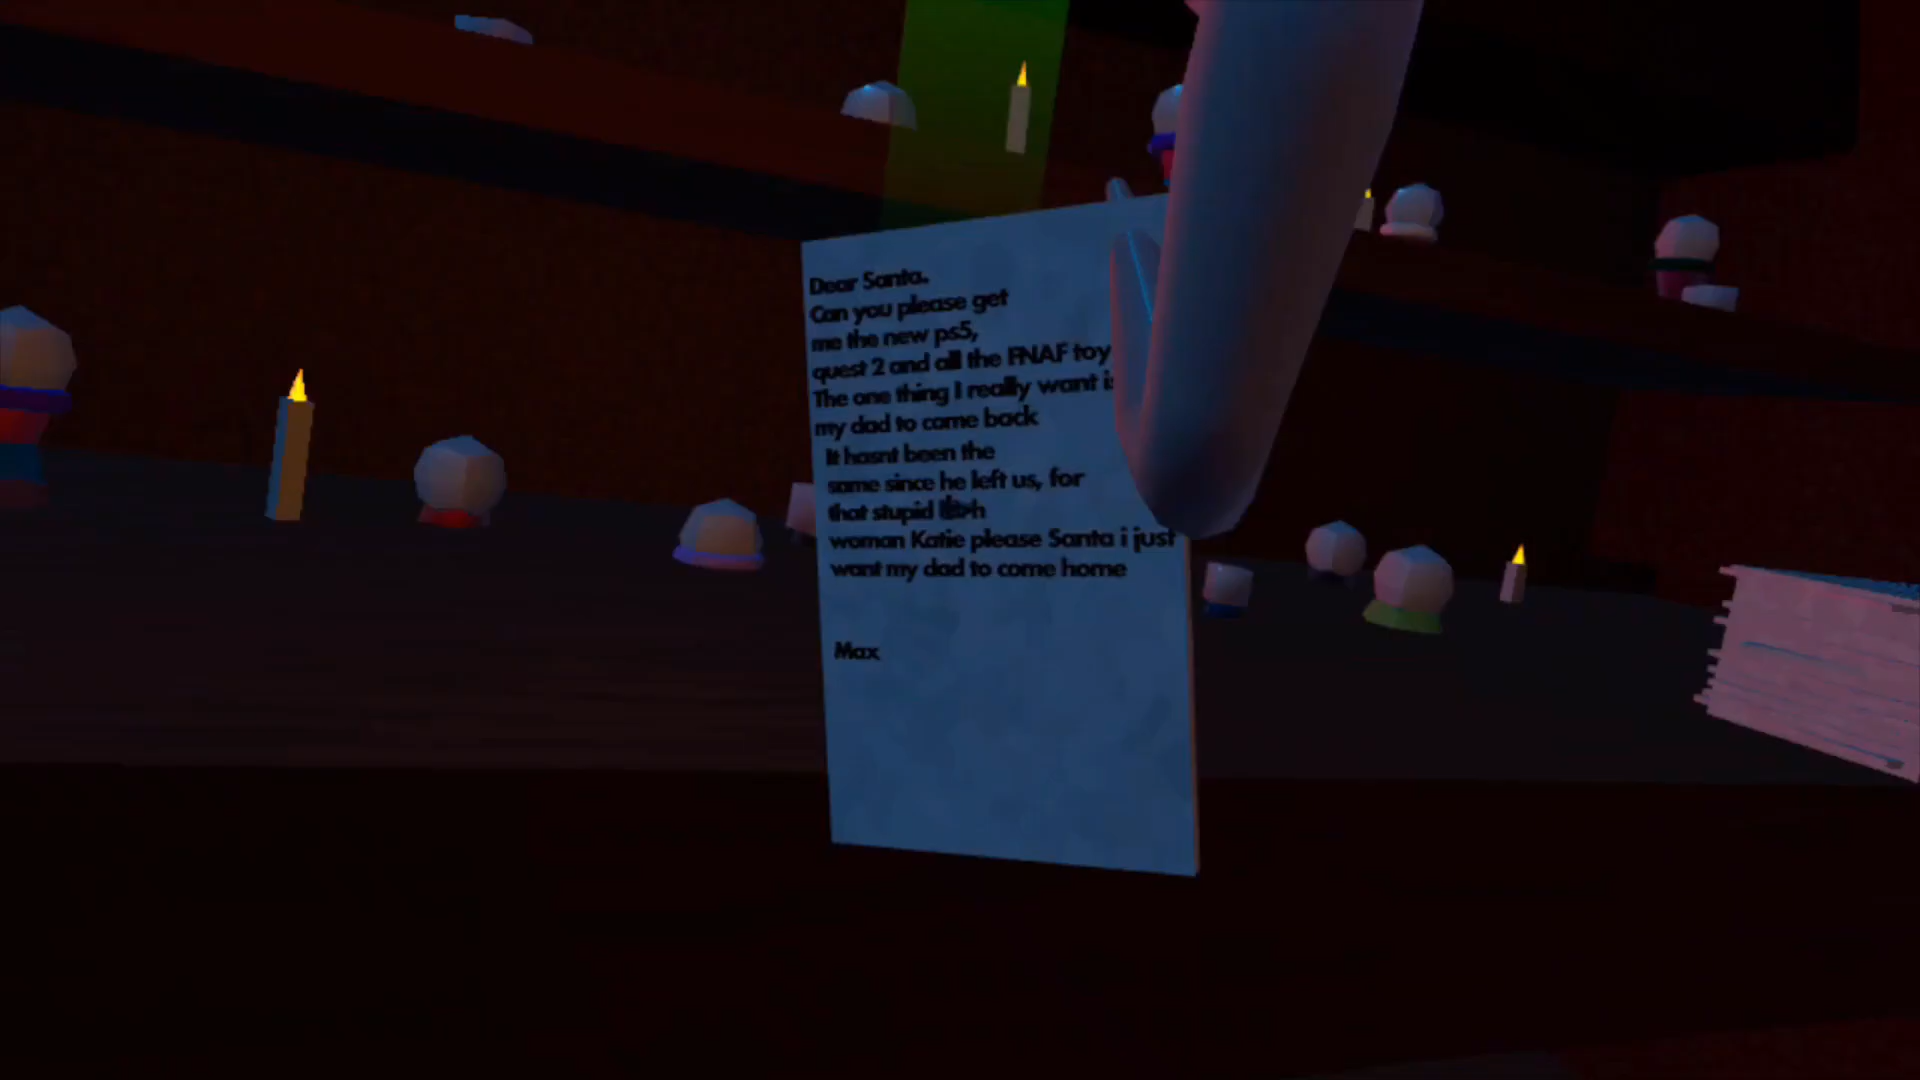 Dear Santa.
Can you please get
me the new ps5,
quest 2 and all the FNAF toy
The one thing I really want is
my dad to come back
It hasnt been the
same since he left us, for
that stupid
woman Katie please Santa i just
want my dad to come home
Max